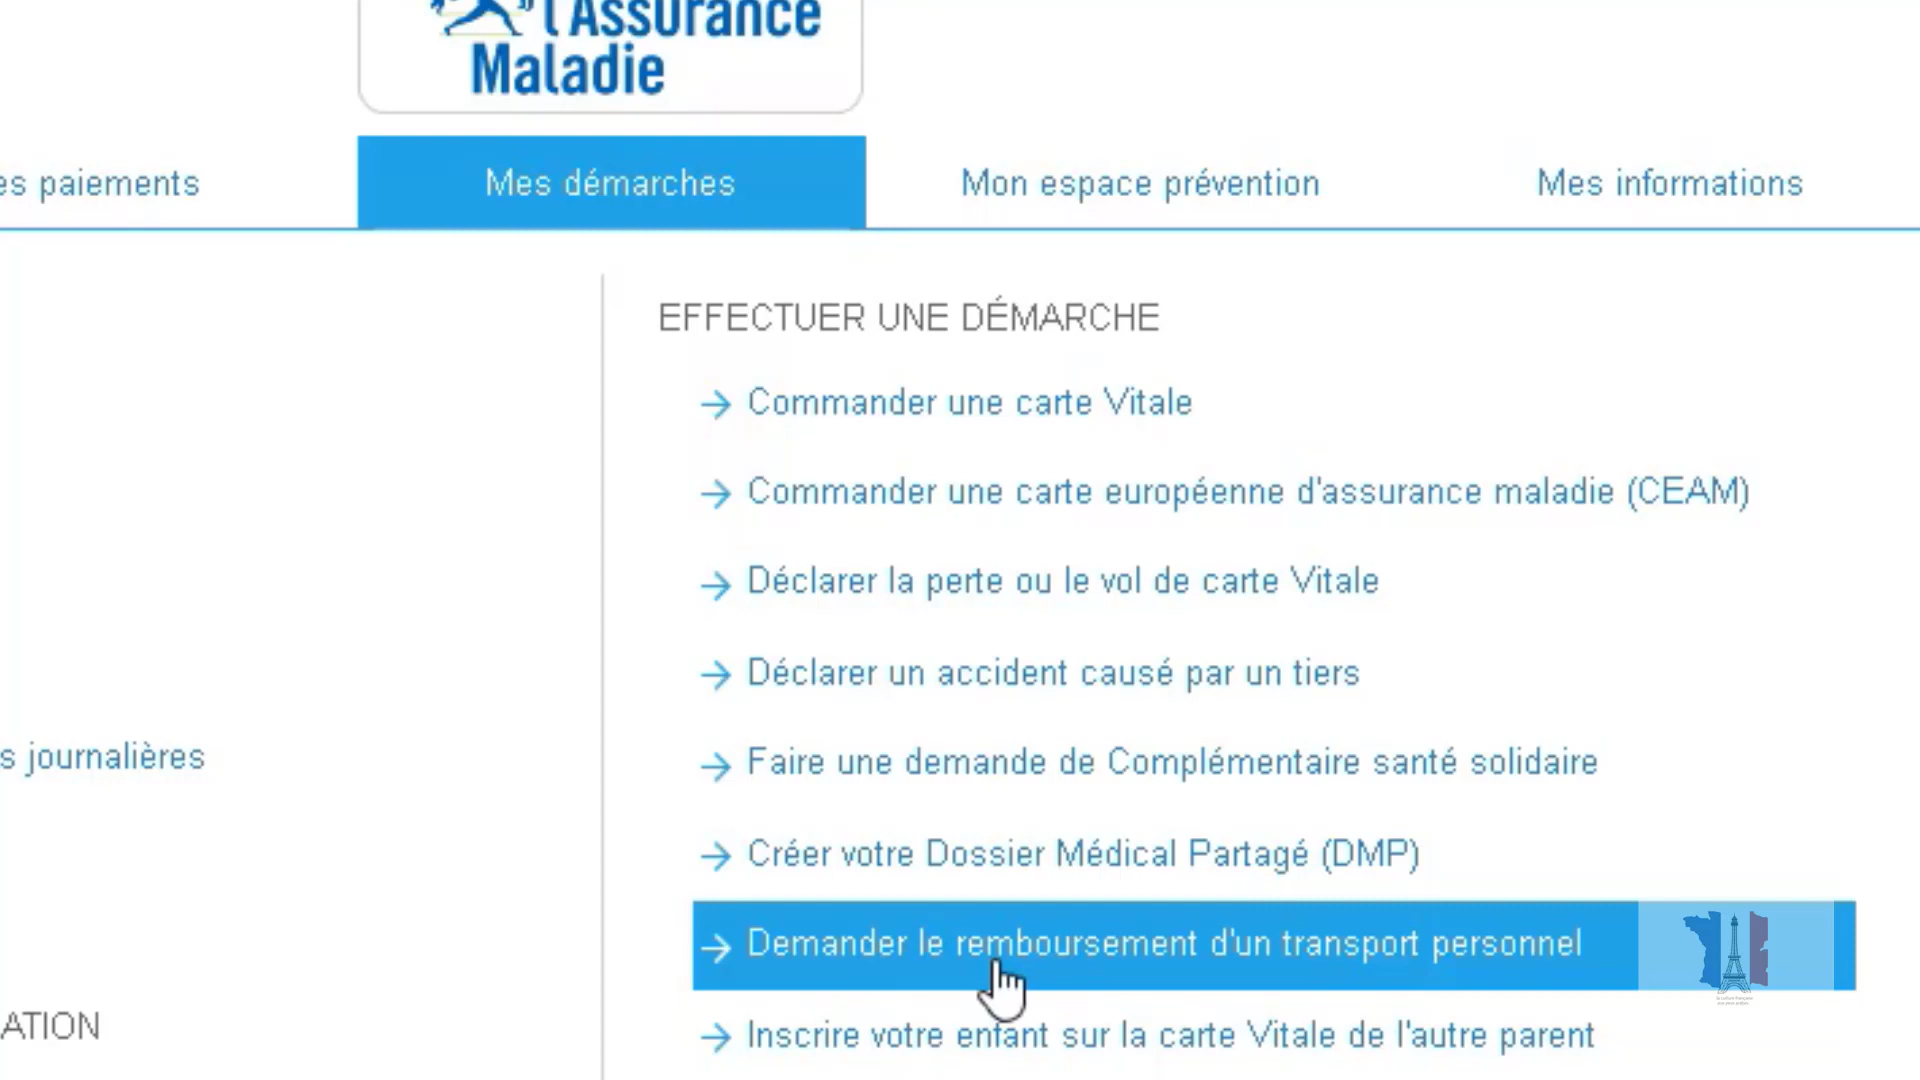 l'Assurance
Maladie
es paiements
Mes démarches
Mon espace prévention
Mes informations
EFFECTUER UNE DÉMARCHE
→ Commander une carte Vitale
→ Commander une carte européenne d'assurance maladie (CEAM)
→ Déclarer la perte ou le vol de carte Vitale
→ Déclarer un accident causé par un tiers
s journalières
→ Faire une demande de Complémentaire santé solidaire
→ Créer votre Dossier Médical Partagé (DMP)
→ Demander le remboursement d'un transport personnel
ATION
→ Inscrire votre enfant sur la carte Vitale de l'autre parent